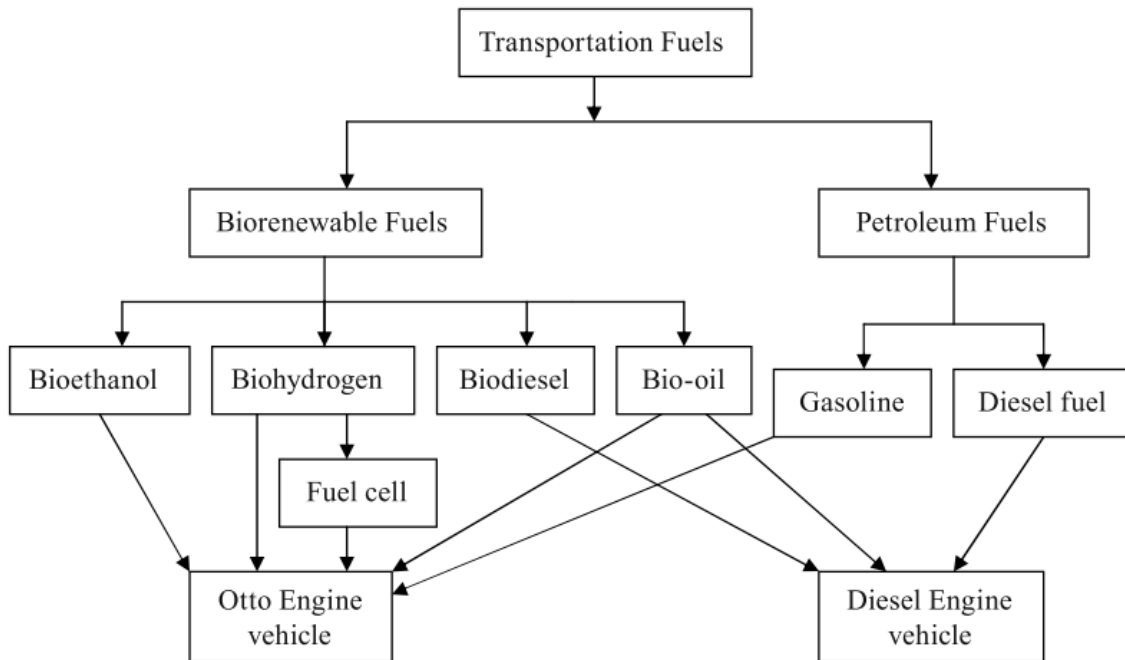 Transportation Fuels
Biorenewable Fuels
Petroleum Fuels
Bioethanol
Biohydrogen
Biodiesel
Bio-oil
Gasoline
Diesel fuel
Fuel cell
Otto Engine
vehicle
Diesel Engine
vehicle